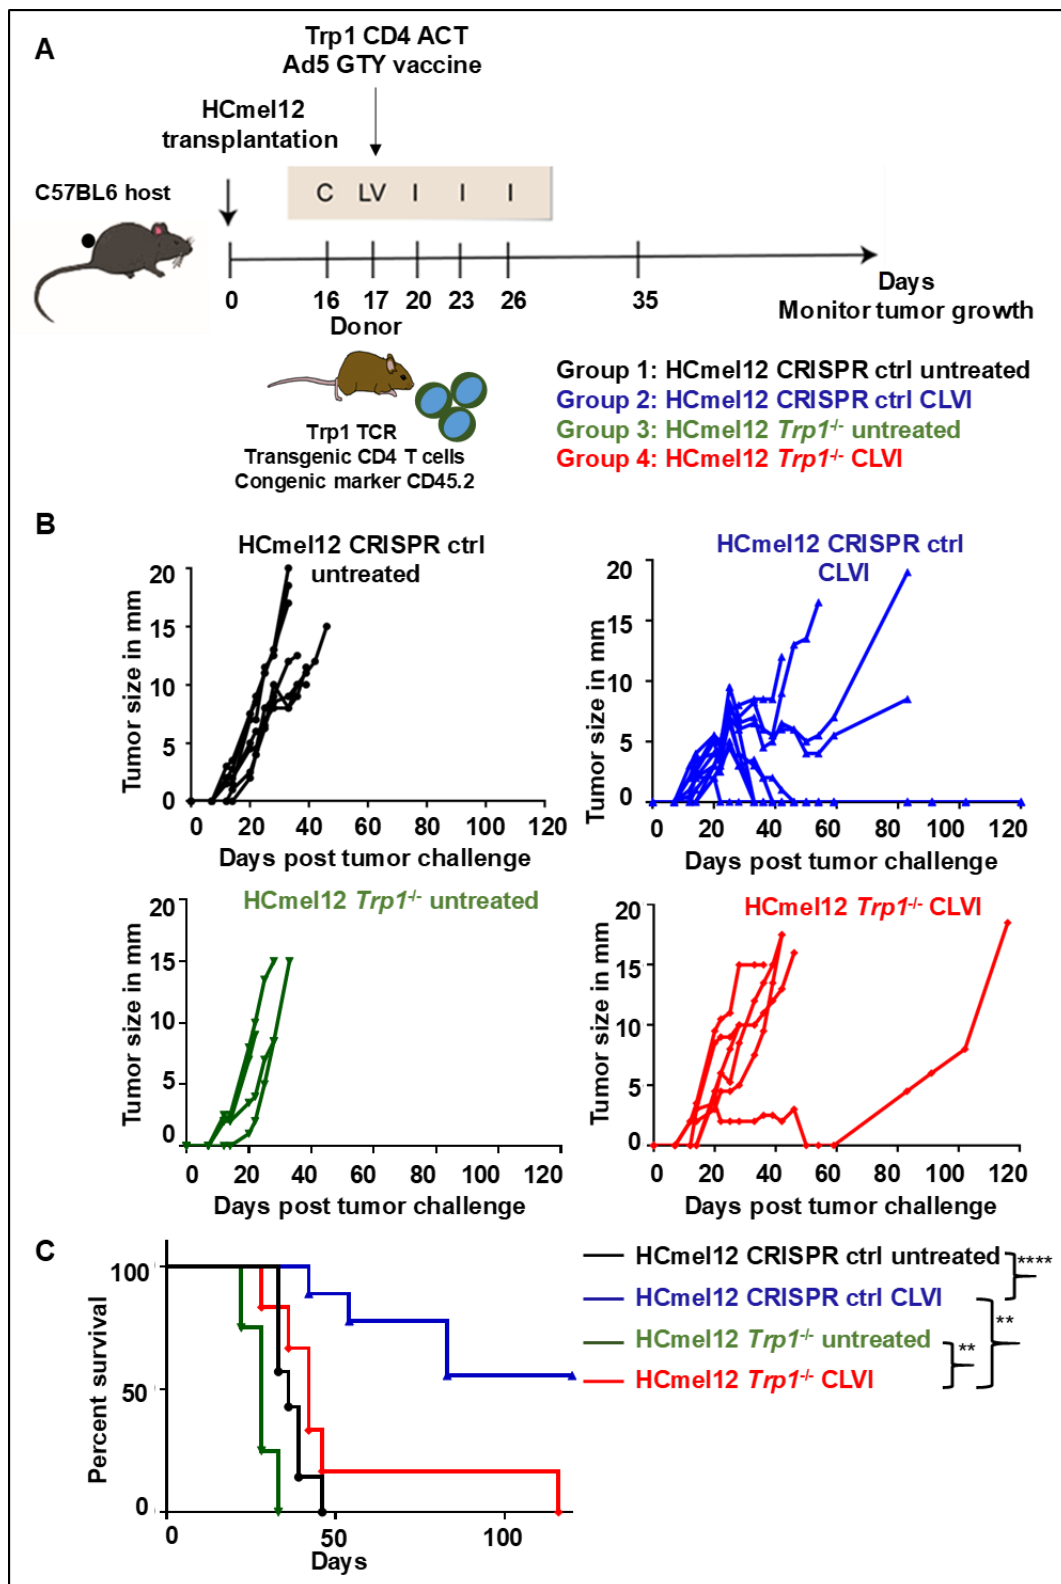 A
Trp1 CD4 ACT
Ad5 GTY vaccine
HCmel12
transplantation
C57BL6 host
C LV I I I
0 16 17 20 23 26 35
Days
Monitor tumor growth
Donor
Trp1 TCR
Transgenic CD4 T cells
Congenic marker CD45.2
Group 1: HCmel12 CRISPR ctrl untreated
Group 2: HCmel12 CRISPR ctrl CLVI
Group 3: HCmel12 Trp1-/- untreated
Group 4: HCmel12 Trp1-/- CLVI
B
HCmel12 CRISPR ctrl
untreated
Tumor size in mm
20
15
10
5
0
0 20 40 60 80 100 120
Days post tumor challenge
HCmel12 CRISPR ctrl
CLVI
Tumor size in mm
20
15
10
5
0
0 20 40 60 80 100 120
Days post tumor challenge
HCmel12 Trp1-/- untreated
Tumor size in mm
20
15
10
5
0
0 20 40 60 80 100 120
Days post tumor challenge
HCmel12 Trp1-/- CLVI
Tumor size in mm
20
15
10
5
0
0 20 40 60 80 100 120
Days post tumor challenge
C
Percent survival
100
50
0
0 50 100
Days
HCmel12 CRISPR ctrl untreated
HCmel12 CRISPR ctrl CLVI
HCmel12 Trp1-/- untreated
HCmel12 Trp1-/- CLVI
****
**
**